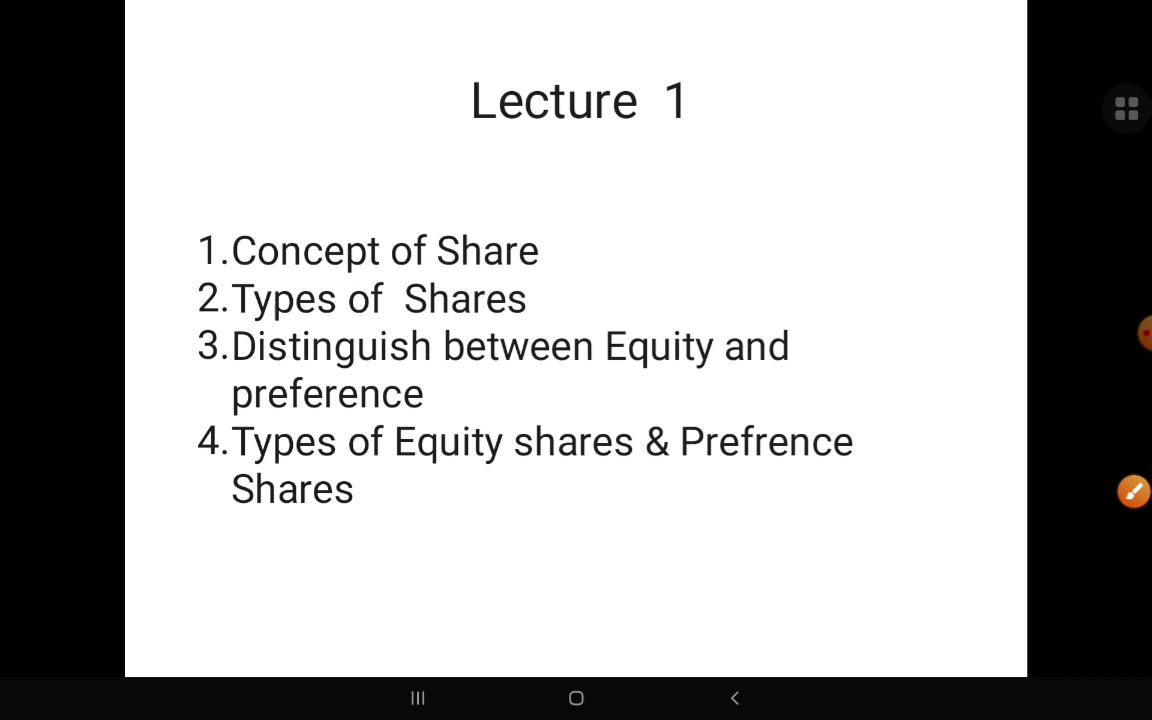 Lecture 1
1.Concept of Share
2.Types of Shares
3.Distinguish between Equity and
preference
4.Types of Equity shares & Prefrence
Shares